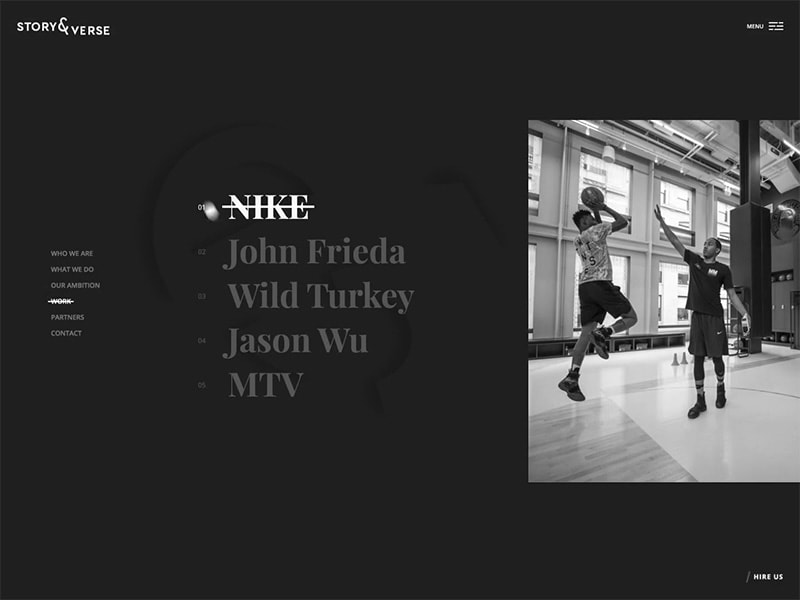 STORY&VERSE
MENU
WHO WE ARE
WHAT WE DO
OUR AMBITION
WORK
PARTNERS
CONTACT
01 NIKE
02 John Frieda
03 Wild Turkey
04 Jason Wu
05 MTV
/ HIRE US